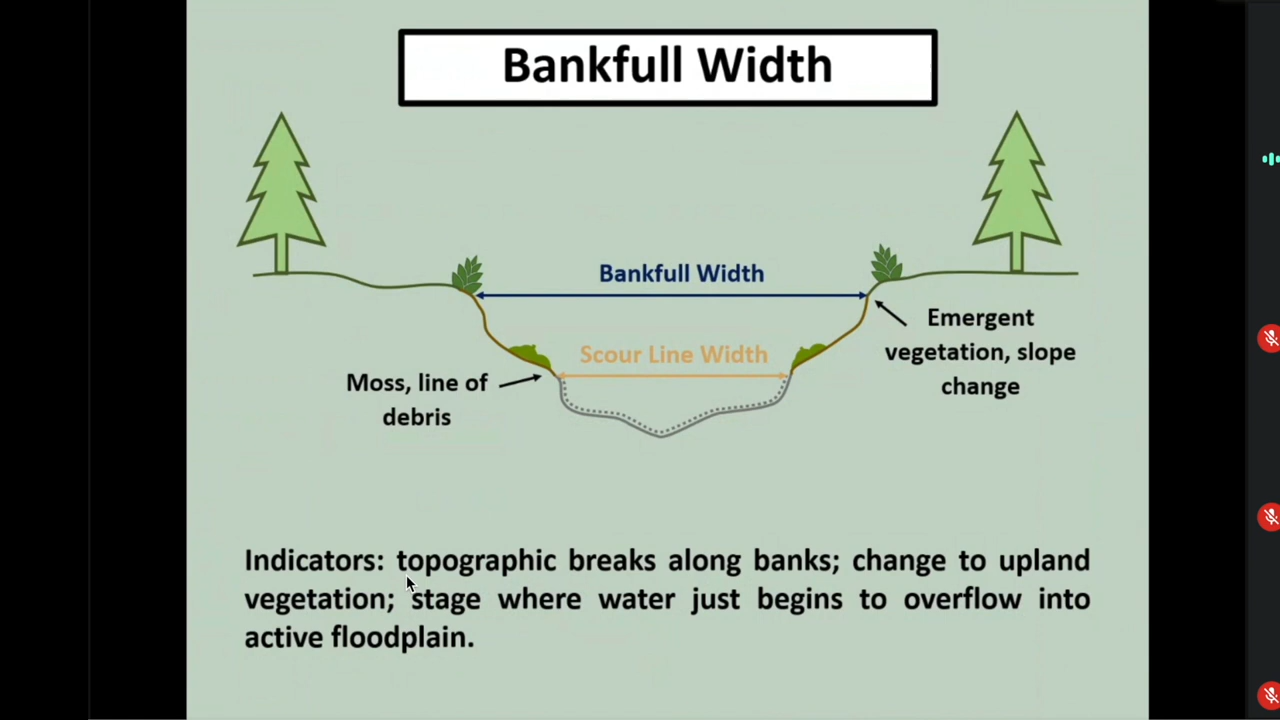 Bankfull Width
Bankfull Width
Emergent
vegetation, slope
change
Scour Line Width
Moss, line of
debris
Indicators: topographic breaks along banks; change to upland
vegetation; stage where water just begins to overflow into
active floodplain.